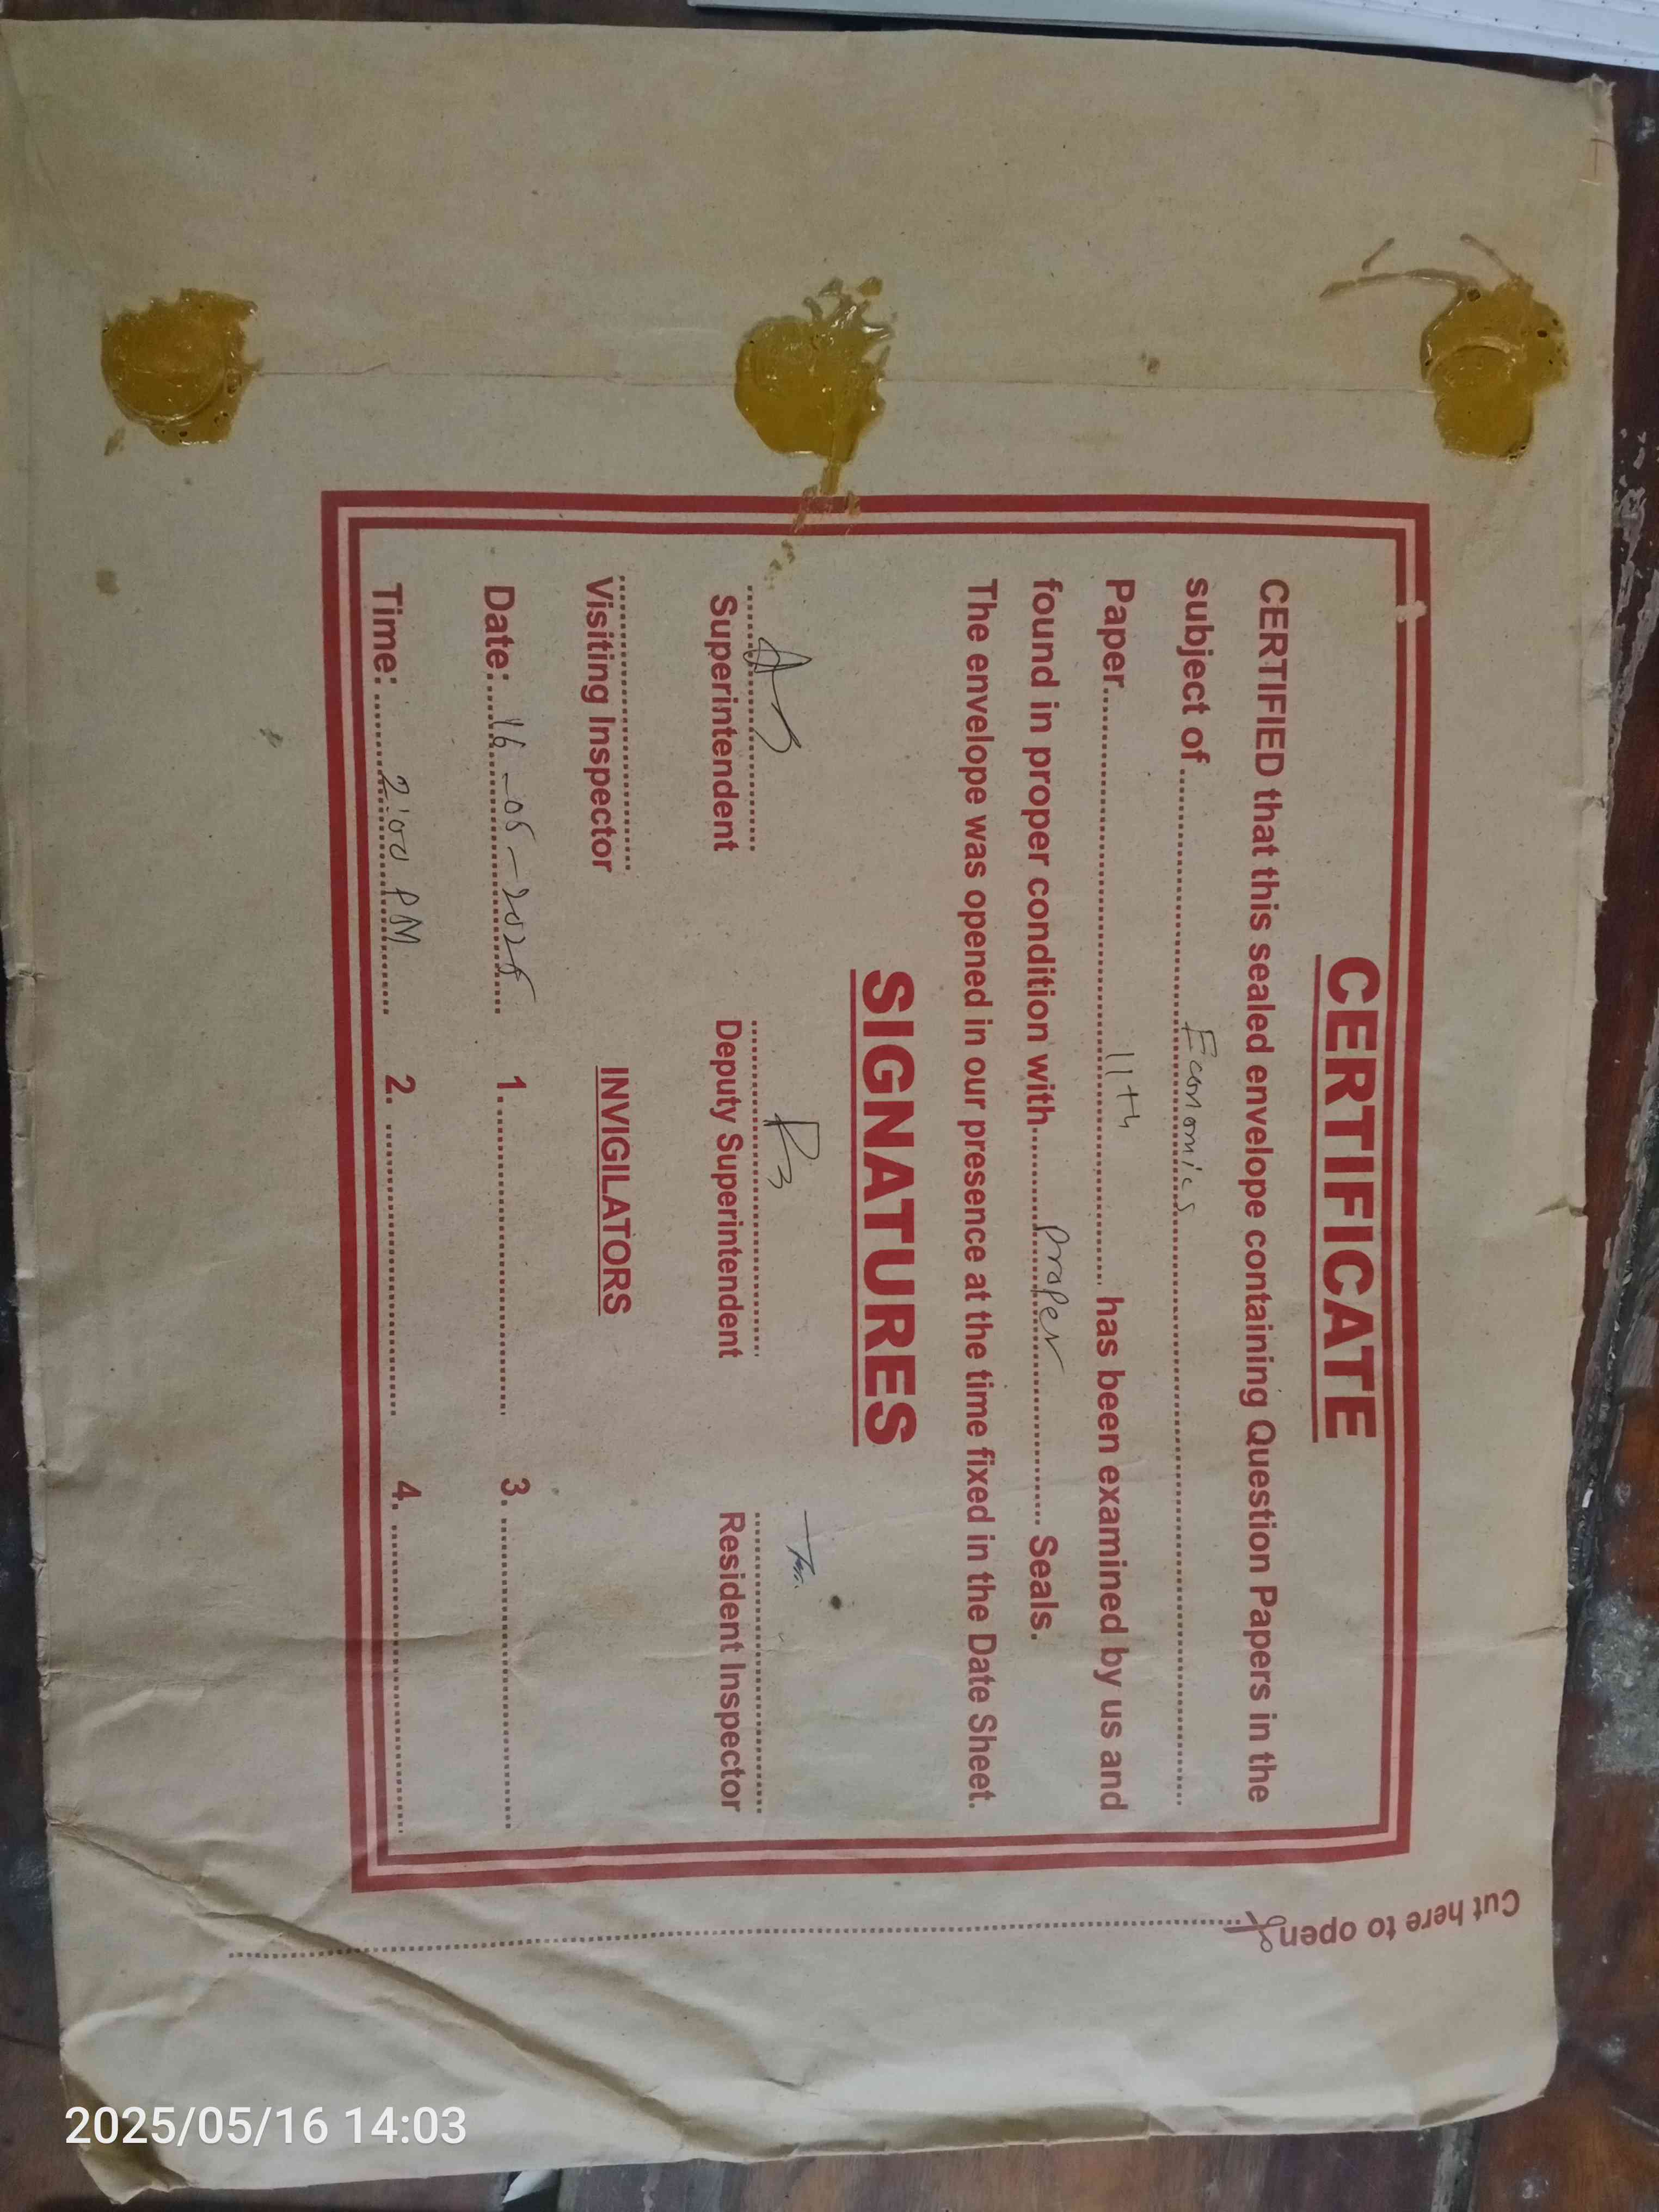 CERTIFICATE
CERTIFIED that this sealed envelope containing Question Papers in the
subject of Economics
Paper 11th has been examined by us and
found in proper condition with proper Seals.
The envelope was opened in our presence at the time fixed in the Date Sheet.
SIGNATURES
Superintendent Deputy Superintendent Resident Inspector
Visiting Inspector INVIGILATORS
Date: 16-05-2025 1. 3.
Time: 2:00 PM 2. 4.
Cut here to open
2025/05/16 14:03